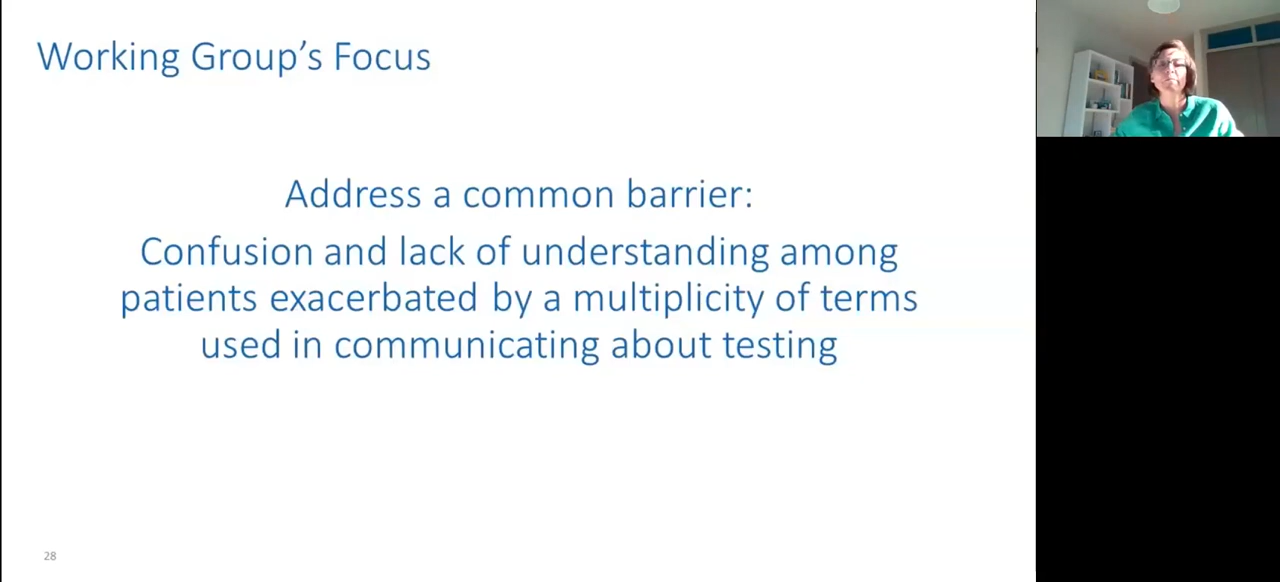 Working Group’s Focus
Address a common barrier:
Confusion and lack of understanding among
patients exacerbated by a multiplicity of terms
used in communicating about testing
28